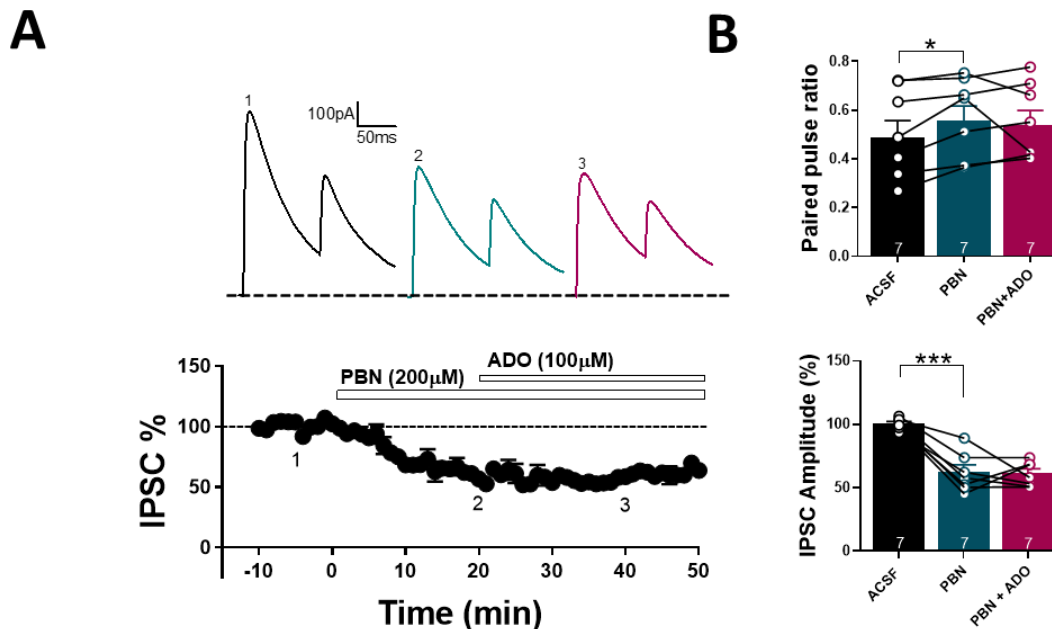 A
1
100pA
50ms
2
3
150
100
50
0
IPSC %
ADO (100μM)
PBN (200μM)
1
2
3
-10 0 10 20 30 40 50
Time (min)
B
*
0.8
0.6
0.4
0.2
0.0
Paired pulse ratio
7 7 7
ACSF
PBN
PBN+ADO
***
150
100
50
0
IPSC Amplitude (%)
7 7 7
ACSF
PBN
PBN + ADO